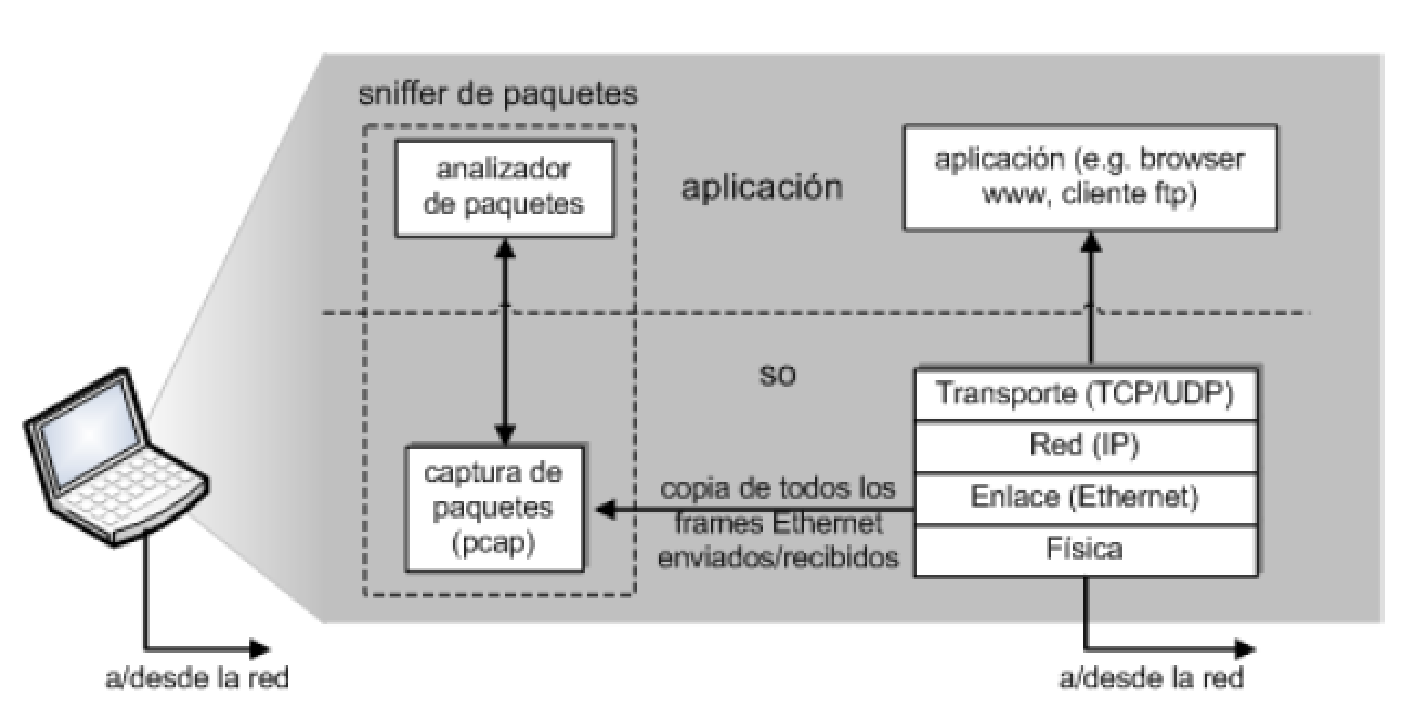 sniffer de paquetes
analizador
de paquetes
aplicación
aplicación (e.g. browser
www, cliente ftp)
so
captura de
paquetes
(pcap)
copia de todos los
frames Ethernet
enviados/recibidos
Transporte (TCP/UDP)
Red (IP)
Enlace (Ethernet)
Física
a/desde la red
a/desde la red